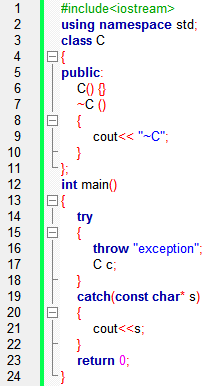 1 #include<iostream>
2 using namespace std;
3 class C
4 {
5 public:
6 C() {}
7 ~C ()
8 {
9 cout<< "~C";
10 }
11 };
12 int main()
13 {
14 try
15 {
16 throw "exception";
17 C c;
18 }
19 catch(const char* s)
20 {
21 cout<<s;
22 }
23 return 0;
24 }